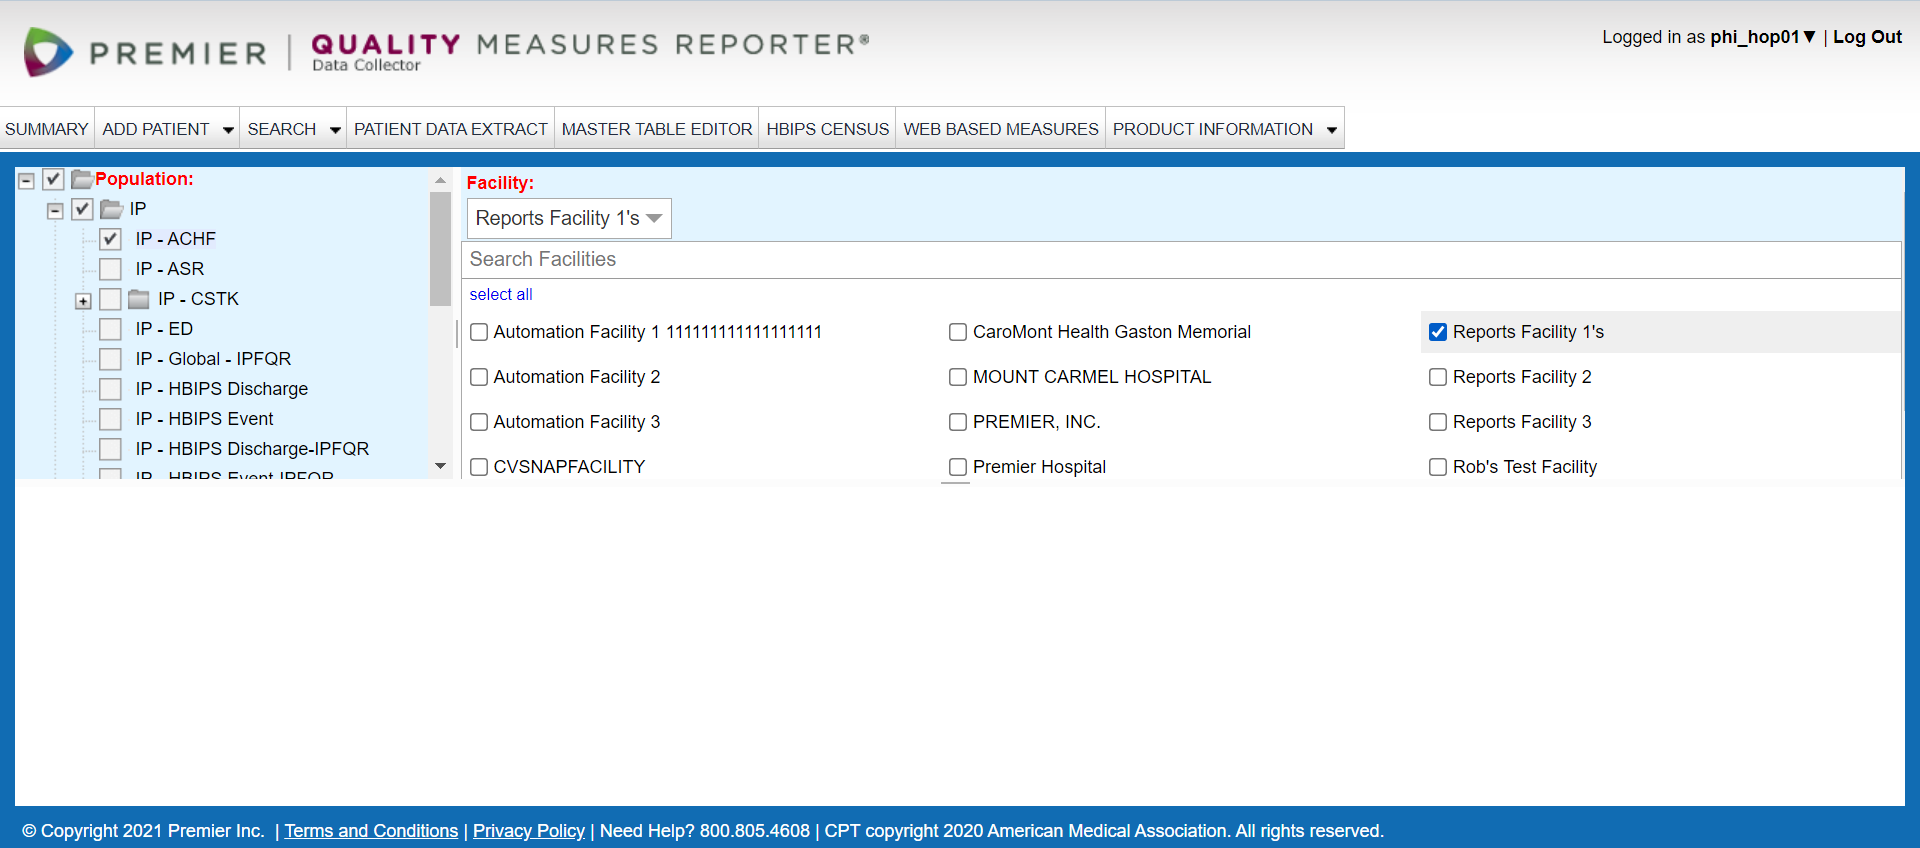 PREMIER | QUALITY MEASURES REPORTER®
Data Collector
Logged in as phi_hop01▼ | Log Out
SUMMARY ADD PATIENT SEARCH PATIENT DATA EXTRACT MASTER TABLE EDITOR HBIPS CENSUS WEB BASED MEASURES PRODUCT INFORMATION
Population:
IP
IP - ACHF
IP - ASR
IP - CSTK
IP - ED
IP - Global - IPFQR
IP - HBIPS Discharge
IP - HBIPS Event
IP - HBIPS Discharge-IPFQR
IP - HBIPS Event-IPFQR
Facility:
Reports Facility 1's
Search Facilities
select all
Automation Facility 1 111111111111111111 CaroMont Health Gaston Memorial Reports Facility 1's
Automation Facility 2 MOUNT CARMEL HOSPITAL Reports Facility 2
Automation Facility 3 PREMIER, INC. Reports Facility 3
CVSNAPFACILITY Premier Hospital Rob's Test Facility
© Copyright 2021 Premier Inc. | Terms and Conditions | Privacy Policy | Need Help? 800.805.4608 | CPT copyright 2020 American Medical Association. All rights reserved.